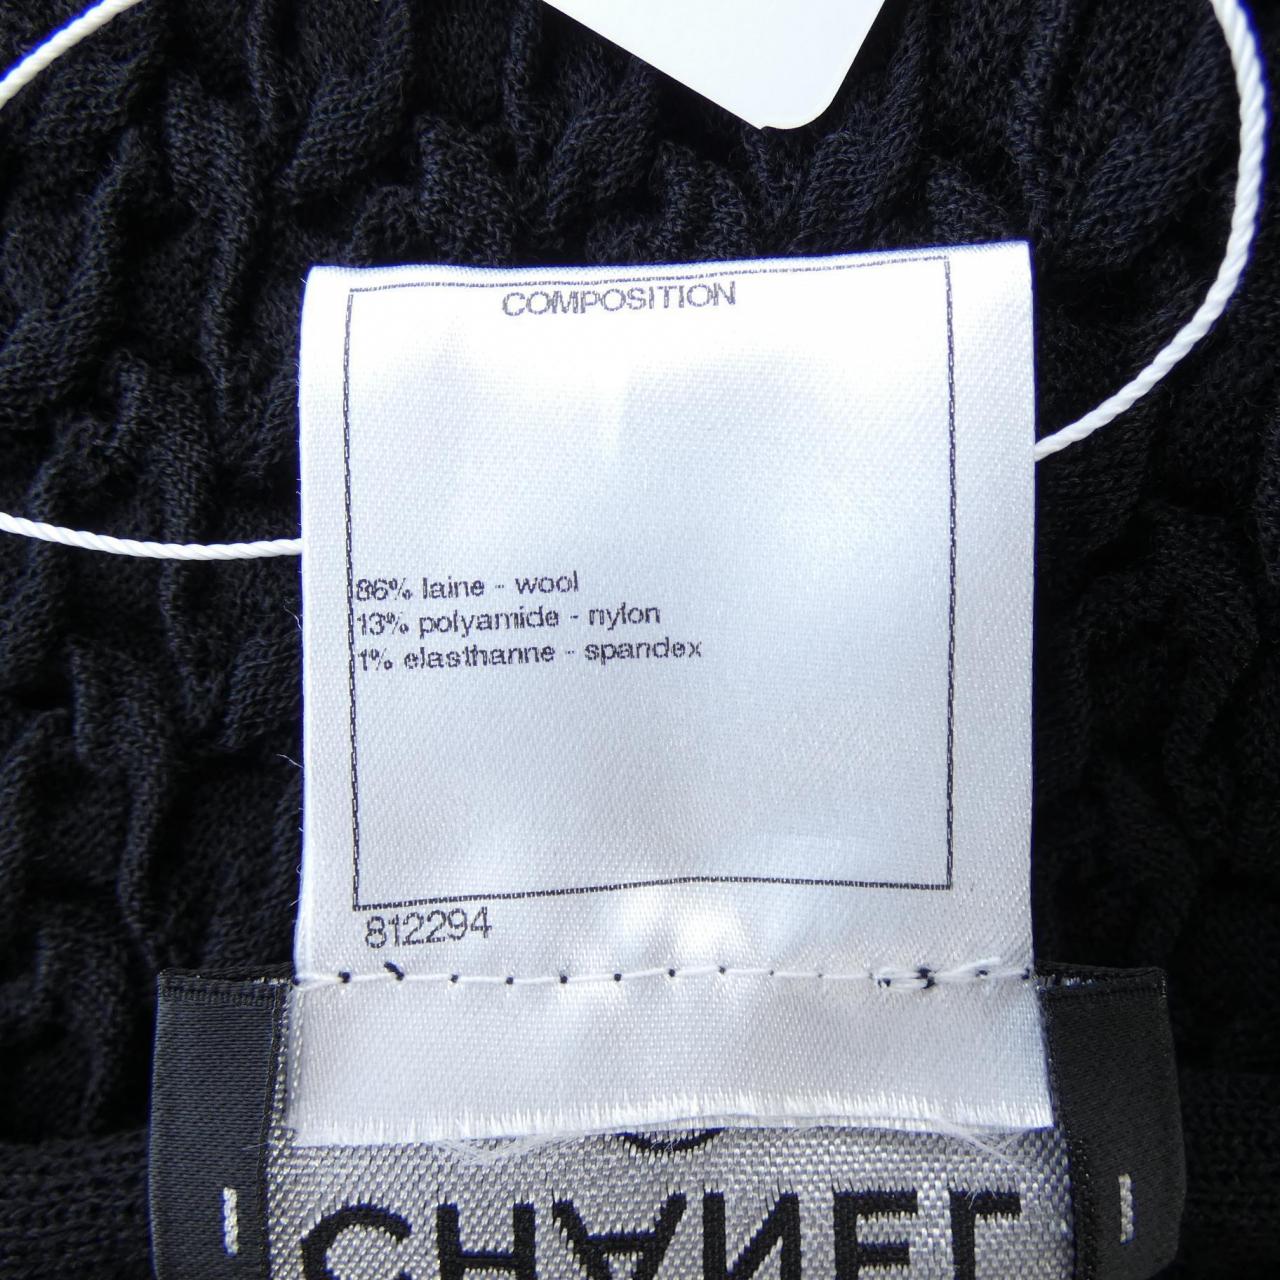 COMPOSITION
86% laine - wool
13% polyamide - nylon
1% elasthanne - spandex
812294
CHANEL